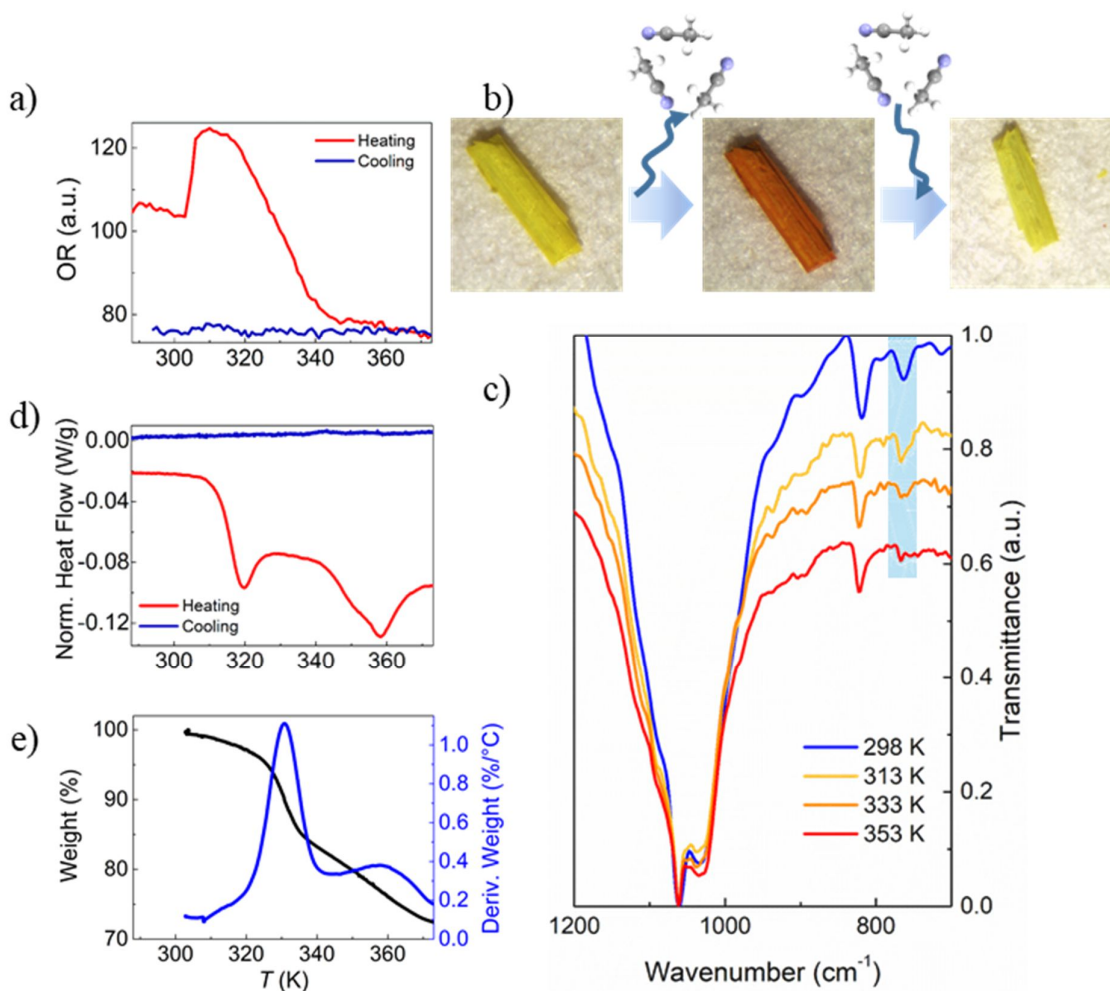 a)
OR (a.u.)
120
100
80
Heating
Cooling
300 320 340 360
b)
c)
1.0
0.8
0.6
0.4
0.2
0.0
Transmittance (a.u.)
298 K
313 K
333 K
353 K
1200 1000 800
Wavenumber (cm⁻¹)
d)
Norm. Heat Flow (W/g)
0.00
-0.04
-0.08
-0.12
Heating
Cooling
300 320 340 360
e)
Weight (%)
100
90
80
70
1.0
0.8
0.6
0.4
0.2
0.0
Deriv. Weight (%/°C)
300 320 340 360
T (K)